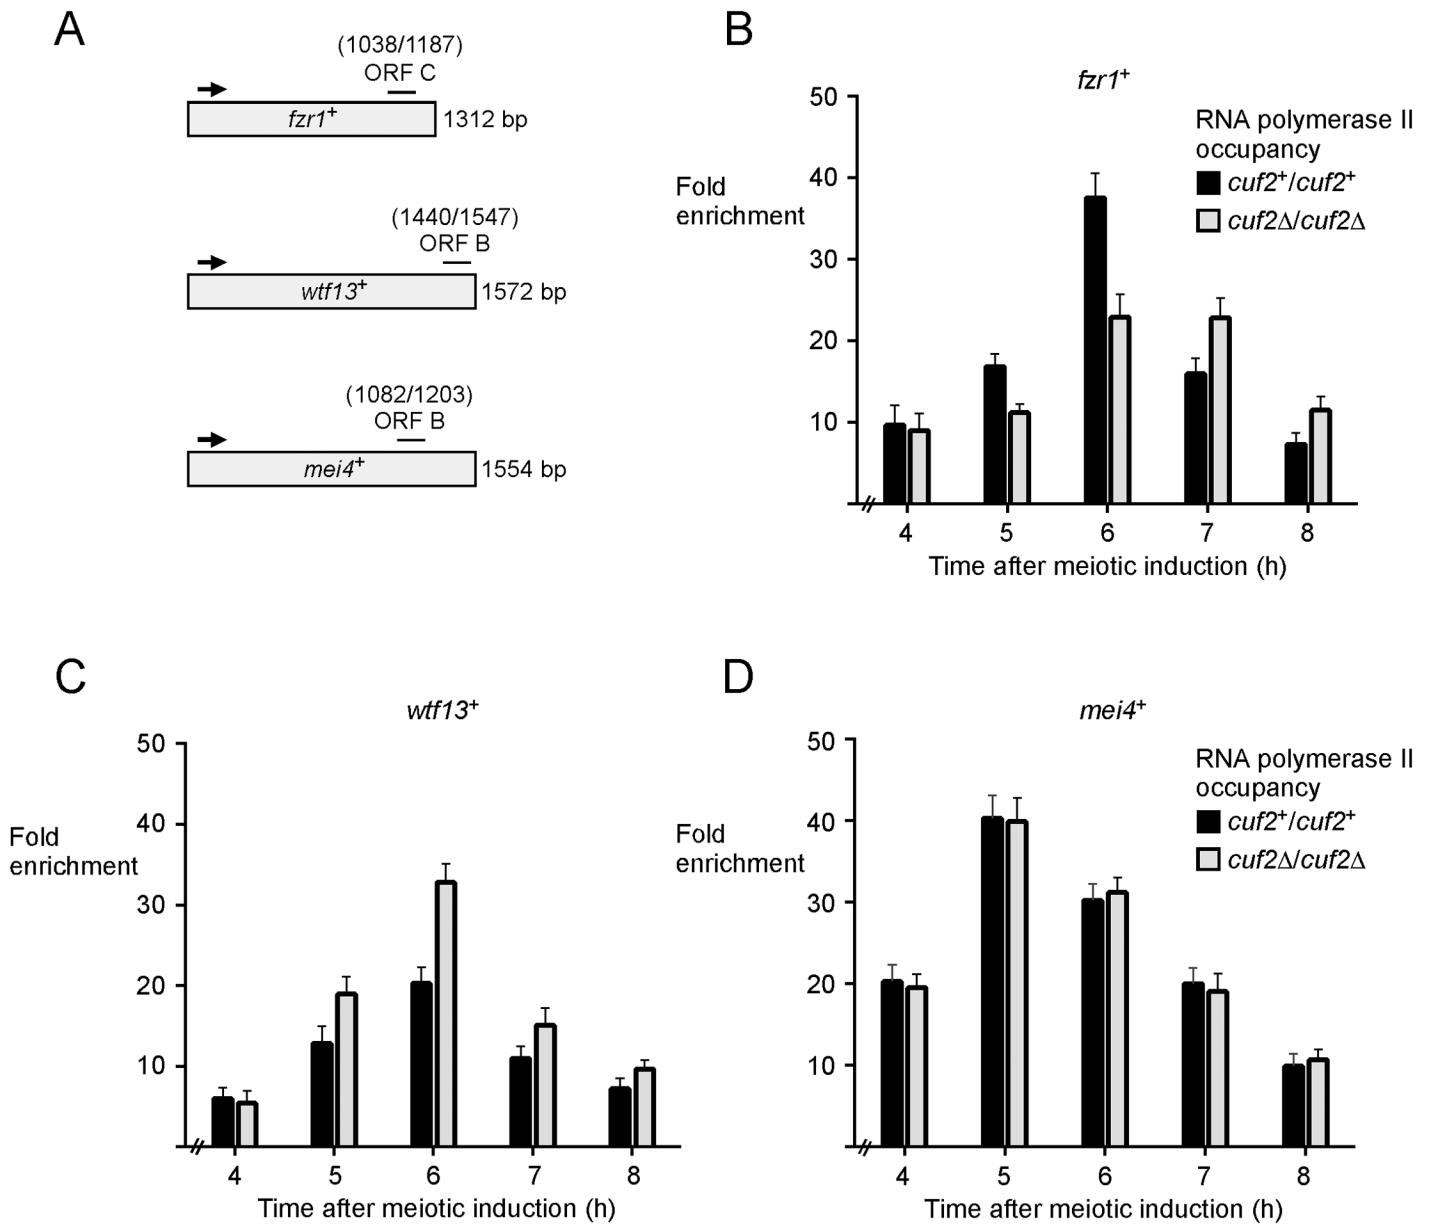 A
(1038/1187)
ORF C
fzr1+
1312 bp
(1440/1547)
ORF B
wtf13+
1572 bp
(1082/1203)
ORF B
mei4+
1554 bp
B
fzr1+
50
40
30
20
10
Fold
enrichment
RNA polymerase II
occupancy
cuf2+/cuf2+
cuf2Δ/cuf2Δ
4 5 6 7 8
Time after meiotic induction (h)
C
wtf13+
50
40
30
20
10
Fold
enrichment
4 5 6 7 8
Time after meiotic induction (h)
D
mei4+
50
40
30
20
10
Fold
enrichment
RNA polymerase II
occupancy
cuf2+/cuf2+
cuf2Δ/cuf2Δ
4 5 6 7 8
Time after meiotic induction (h)